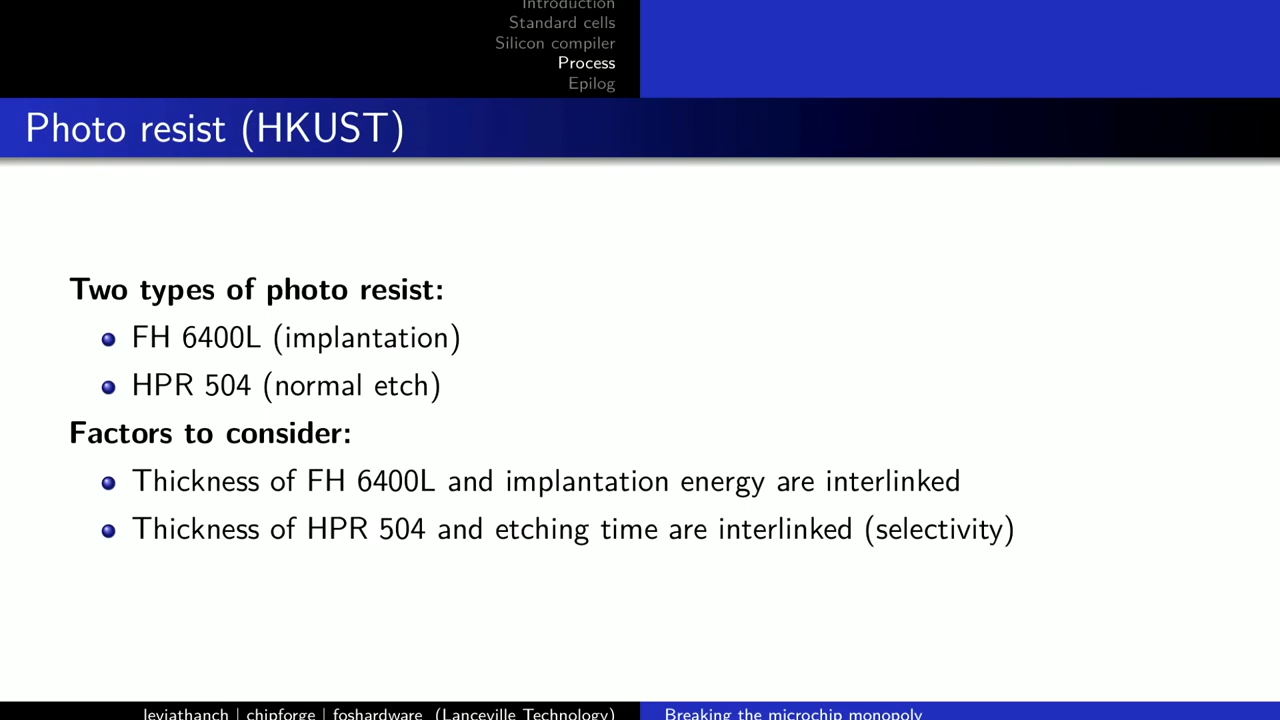 Introduction
Standard cells
Silicon compiler
Process
Epilog
Photo resist (HKUST)
Two types of photo resist:
FH 6400L (implantation)
HPR 504 (normal etch)
Factors to consider:
Thickness of FH 6400L and implantation energy are interlinked
Thickness of HPR 504 and etching time are interlinked (selectivity)
leviathanch | chipforge | foshardware (Lanceville Technology)
Breaking the microchip monopoly